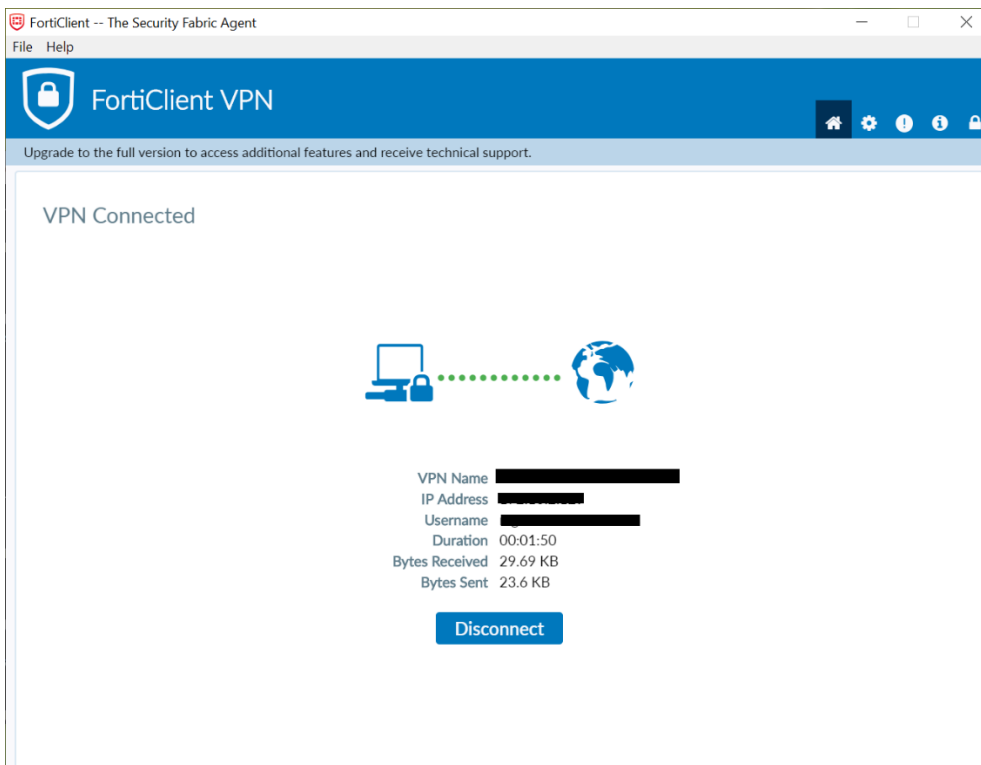 FortiClient -- The Security Fabric Agent
File Help
FortiClient VPN
Upgrade to the full version to access additional features and receive technical support.
VPN Connected
VPN Name
IP Address
Username
Duration 00:01:50
Bytes Received 29.69 KB
Bytes Sent 23.6 KB
Disconnect